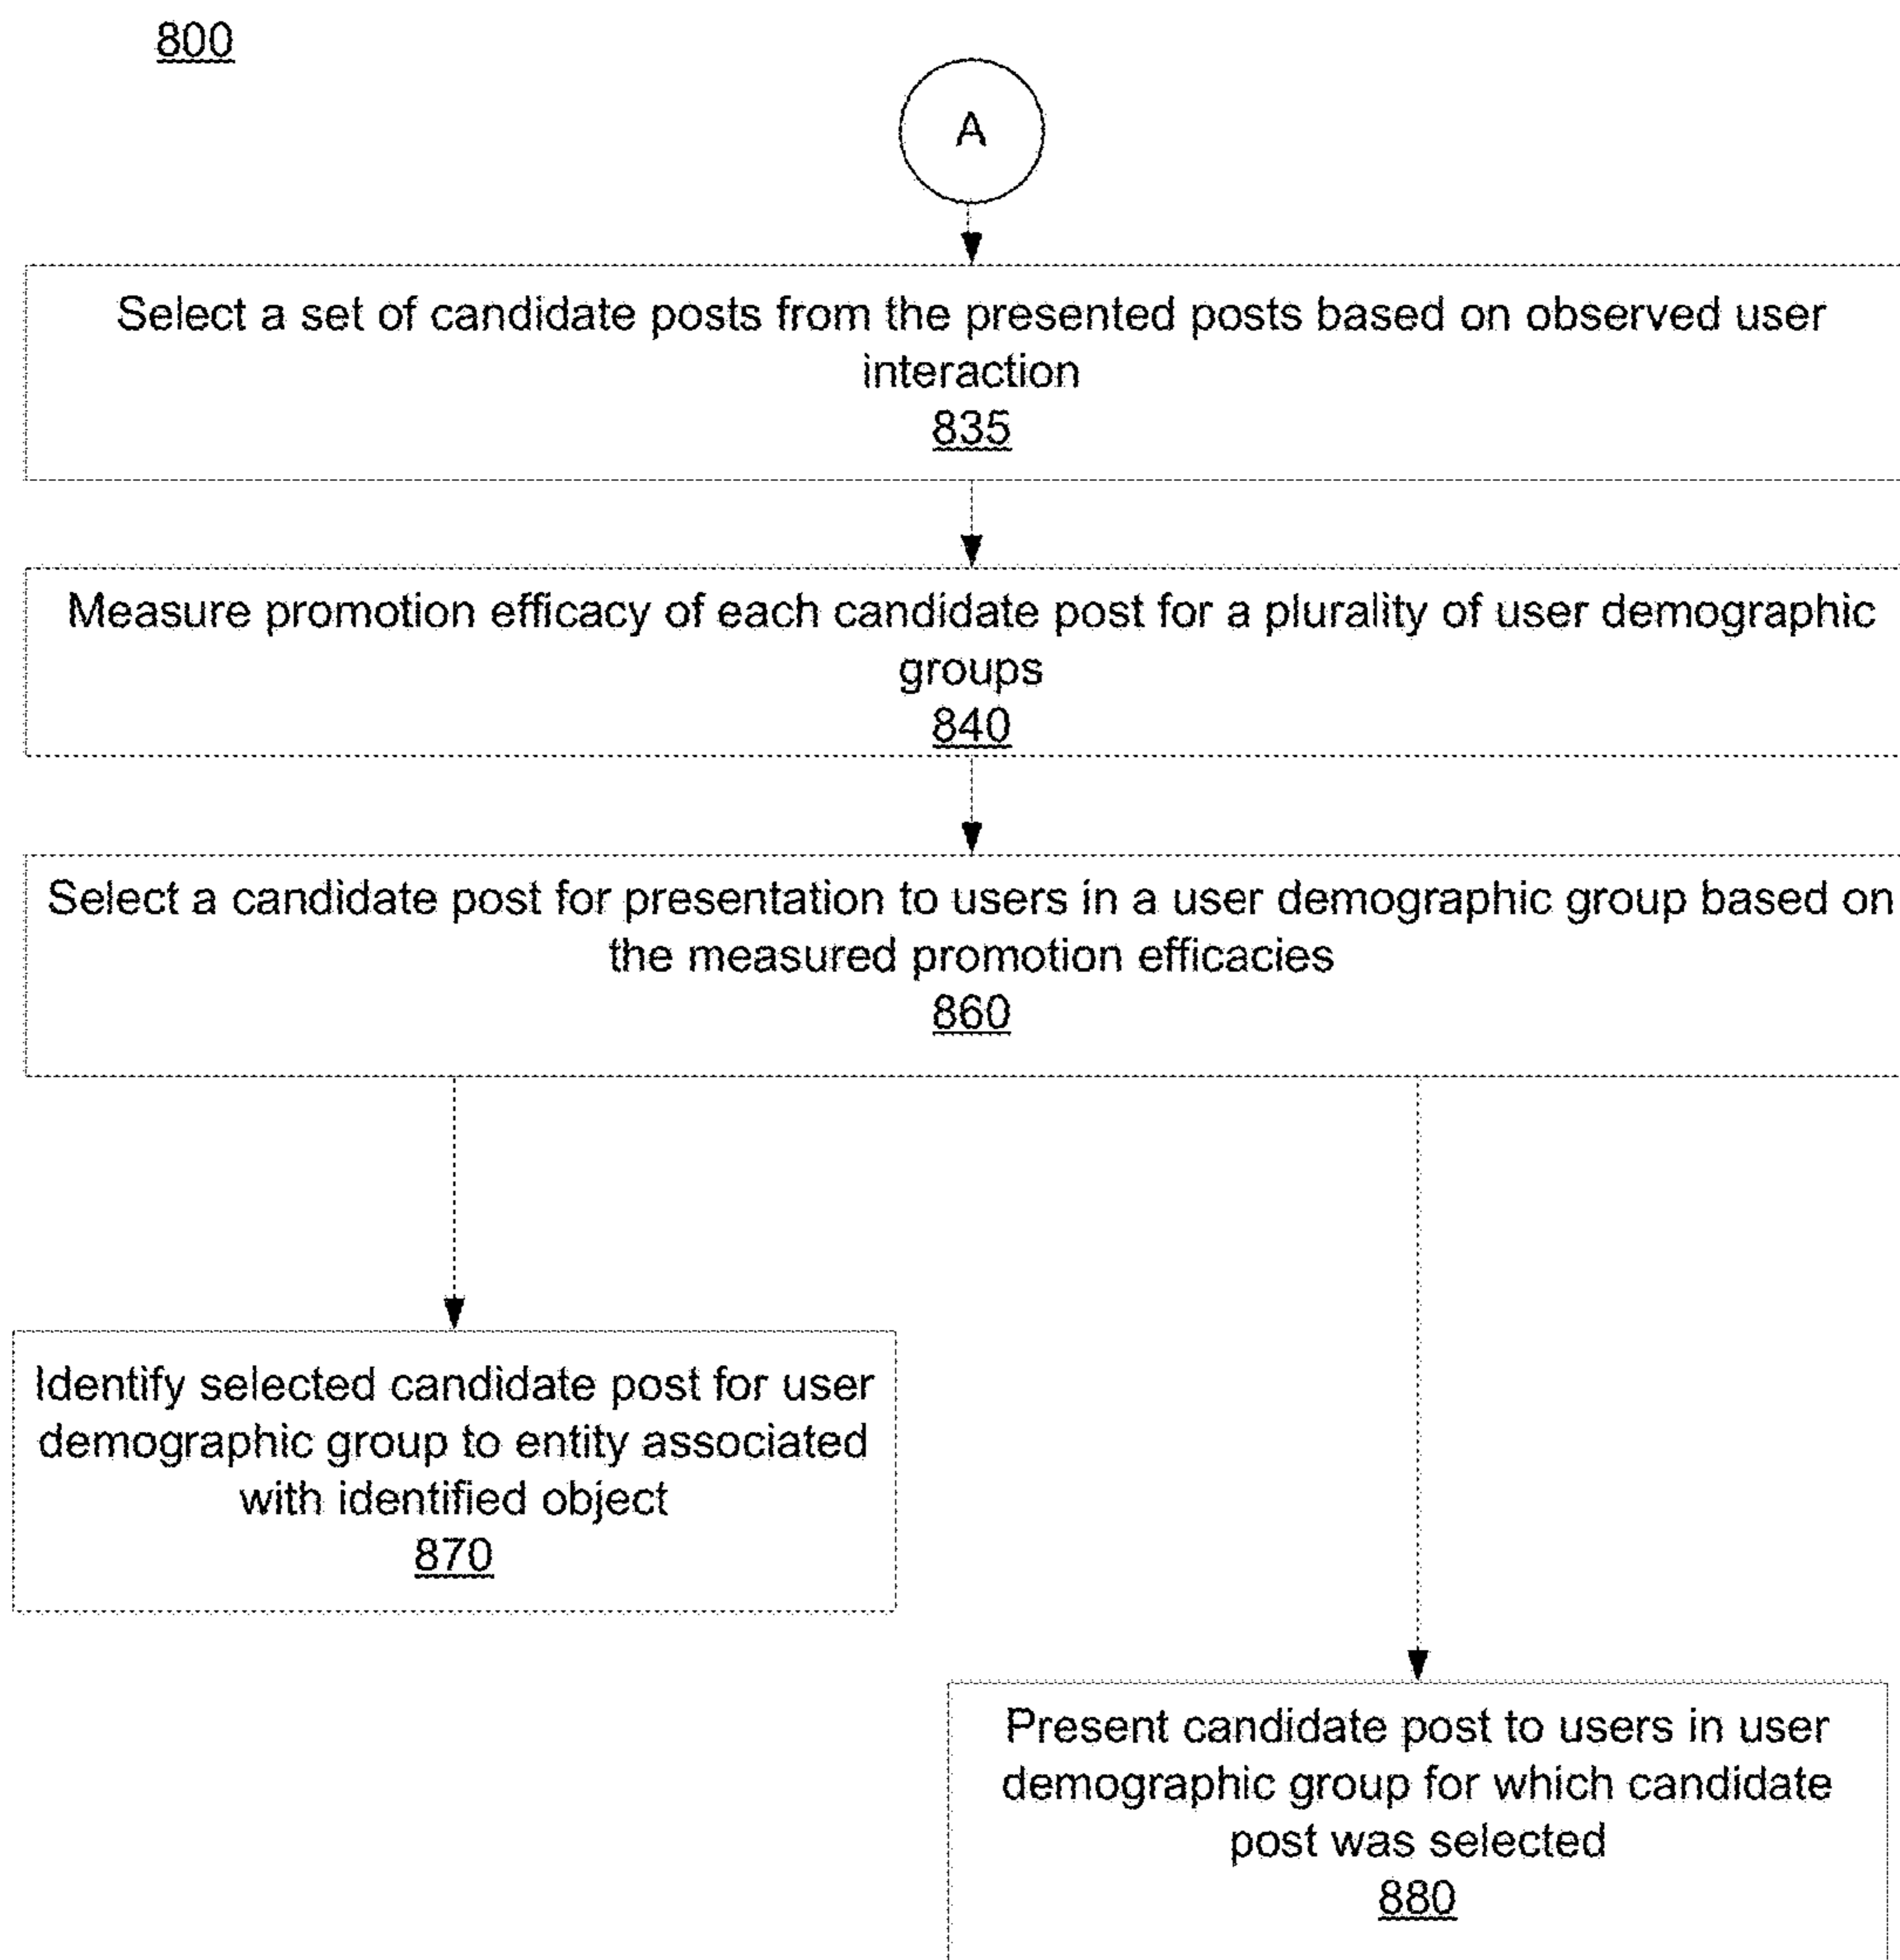 800
A
Select a set of candidate posts from the presented posts based on observed user
interaction
835
Measure promotion efficacy of each candidate post for a plurality of user demographic
groups
840
Select a candidate post for presentation to users in a user demographic group based on
the measured promotion efficacies
860
Identify selected candidate post for user
demographic group to entity associated
with identified object
870
Present candidate post to users in user
demographic group for which candidate
post was selected
880